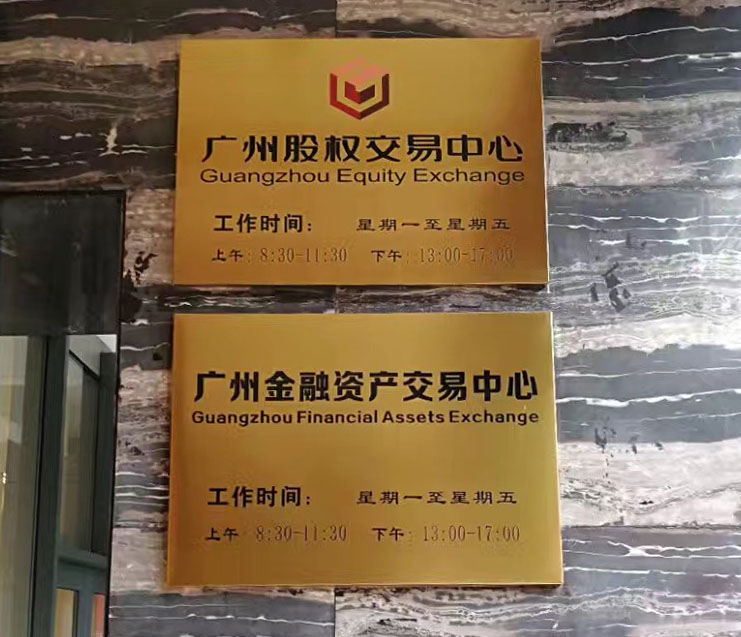 广州股权交易中心
Guangzhou Equity Exchange
工作时间： 星期一至星期五
上午：8:30-11:30 下午：13:00-17:00
广州金融资产交易中心
Guangzhou Financial Assets Exchange
工作时间： 星期一至星期五
上午：8:30-11:30 下午：13:00-17:00